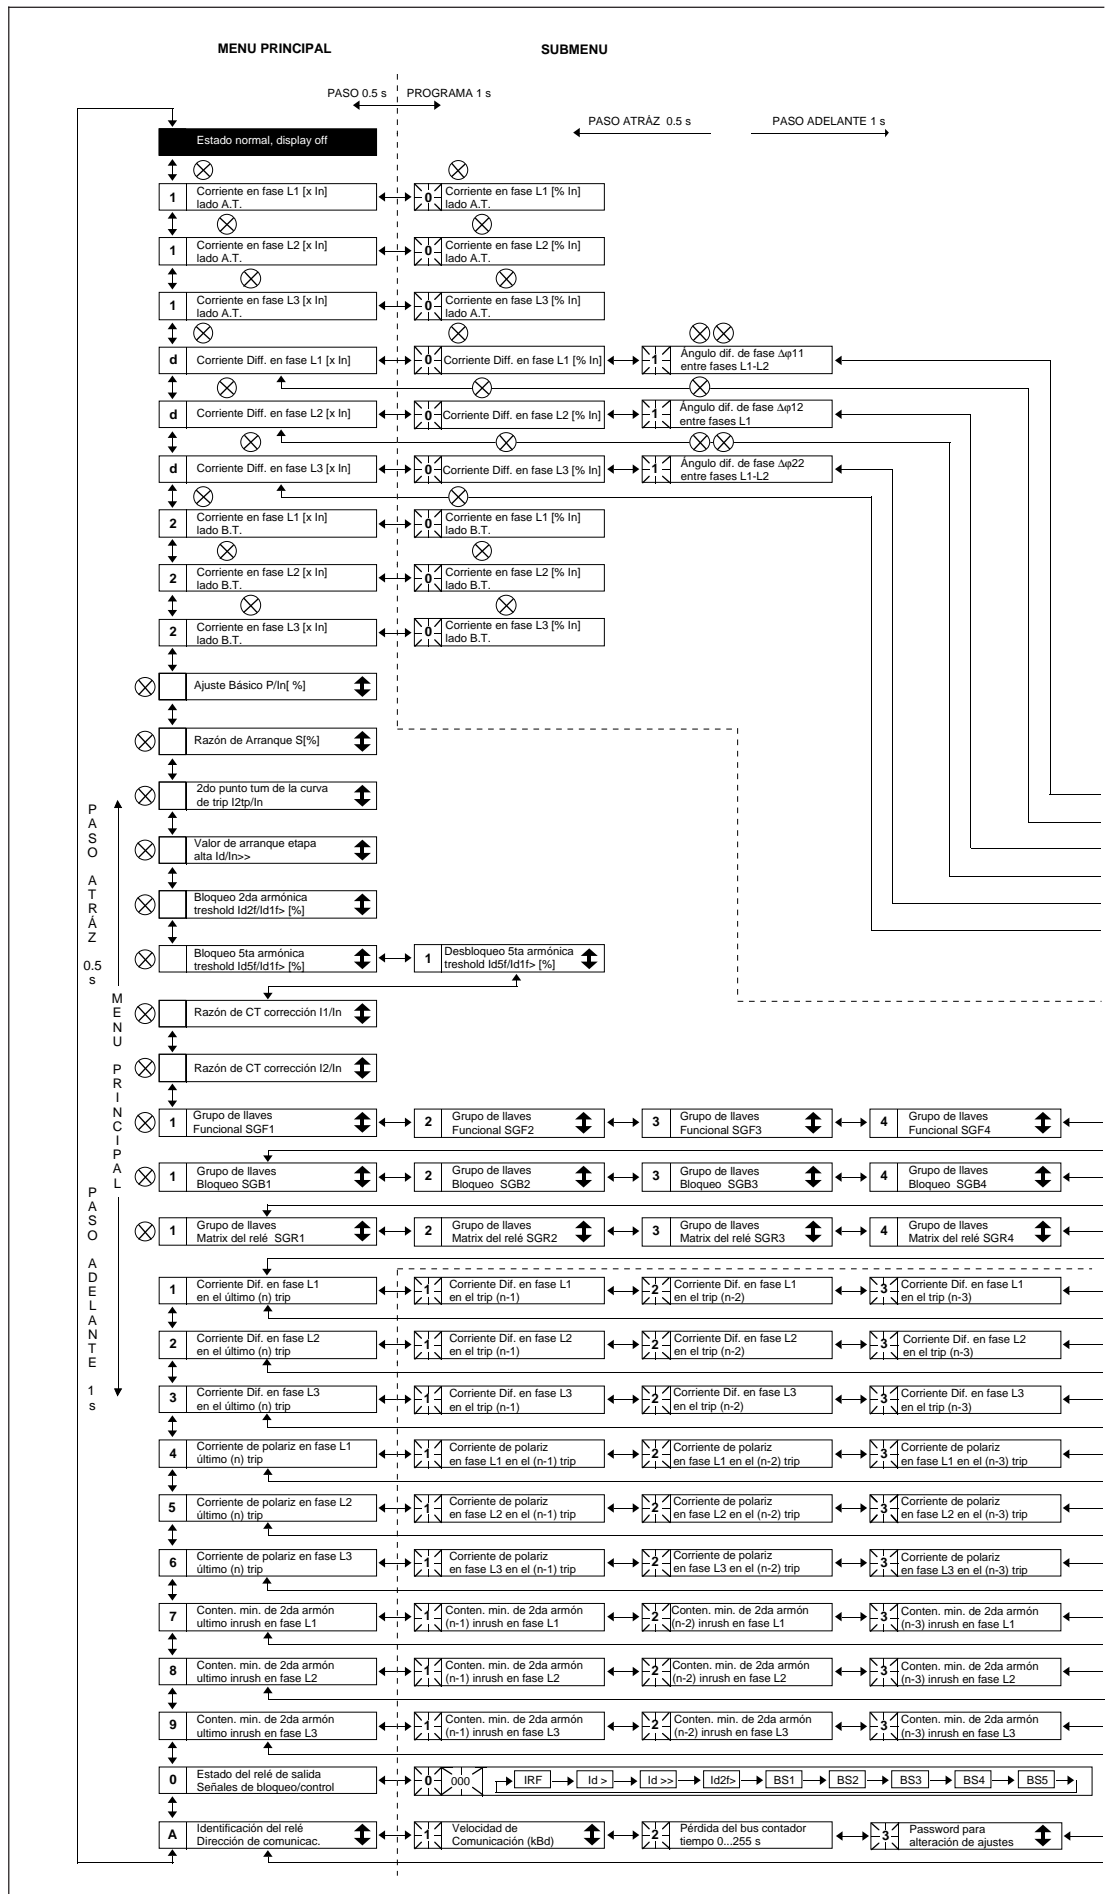 MENU PRINCIPAL
SUBMENU
PASO 0.5 s
PROGRAMA 1 s
PASO ATRÁZ 0.5 s
PASO ADELANTE 1 s
Estado normal, display off
1
Corriente en fase L1 [x In]
lado A.T.
0
Corriente en fase L1 [% In]
lado A.T.
1
Corriente en fase L2 [x In]
lado A.T.
0
Corriente en fase L2 [% In]
lado A.T.
1
Corriente en fase L3 [x In]
lado A.T.
0
Corriente en fase L3 [% In]
lado A.T.
d
Corriente Diff. en fase L1 [x In]
0
Corriente Diff. en fase L1 [% In]
1
Ángulo dif. de fase Δφ11
entre fases L1-L2
d
Corriente Diff. en fase L2 [x In]
0
Corriente Diff. en fase L2 [% In]
1
Ángulo dif. de fase Δφ12
entre fases L1
d
Corriente Diff. en fase L3 [x In]
0
Corriente Diff. en fase L3 [% In]
1
Ángulo dif. de fase Δφ22
entre fases L1-L2
2
Corriente en fase L1 [x In]
lado B.T.
0
Corriente en fase L1 [% In]
lado B.T.
2
Corriente en fase L2 [x In]
lado B.T.
0
Corriente en fase L2 [% In]
lado B.T.
2
Corriente en fase L3 [x In]
lado B.T.
0
Corriente en fase L3 [% In]
lado B.T.
Ajuste Básico P/In[ %]
Razón de Arranque S[%]
2do punto tum de la curva
de trip I2tp/In
Valor de arranque etapa
alta Id/In>>
Bloqueo 2da armónica
treshold Id2f/Id1f> [%]
Bloqueo 5ta armónica
treshold Id5f/Id1f> [%]
1
Desbloqueo 5ta armónica
treshold Id5f/Id1f> [%]
Razón de CT corrección I1/In
Razón de CT corrección I2/In
PASO ATRÁZ 0.5 s
MENU PRINCIPAL
PASO ADELANTE 1 s
1
Grupo de llaves
Funcional SGF1
2
Grupo de llaves
Funcional SGF2
3
Grupo de llaves
Funcional SGF3
4
Grupo de llaves
Funcional SGF4
1
Grupo de llaves
Bloqueo SGB1
2
Grupo de llaves
Bloqueo SGB2
3
Grupo de llaves
Bloqueo SGB3
4
Grupo de llaves
Bloqueo SGB4
1
Grupo de llaves
Matrix del relé SGR1
2
Grupo de llaves
Matrix del relé SGR2
3
Grupo de llaves
Matrix del relé SGR3
4
Grupo de llaves
Matrix del relé SGR4
1
Corriente Dif. en fase L1
en el último (n) trip
1
Corriente Dif. en fase L1
en el trip (n-1)
2
Corriente Dif. en fase L1
en el trip (n-2)
3
Corriente Dif. en fase L1
en el trip (n-3)
2
Corriente Dif. en fase L2
en el último (n) trip
1
Corriente Dif. en fase L2
en el trip (n-1)
2
Corriente Dif. en fase L2
en el trip (n-2)
3
Corriente Dif. en fase L2
en el trip (n-3)
3
Corriente Dif. en fase L3
en el último (n) trip
1
Corriente Dif. en fase L3
en el trip (n-1)
2
Corriente Dif. en fase L3
en el trip (n-2)
3
Corriente Dif. en fase L3
en el trip (n-3)
4
Corriente de polariz en fase L1
último (n) trip
1
Corriente de polariz
en fase L1 en el (n-1) trip
2
Corriente de polariz
en fase L1 en el (n-2) trip
3
Corriente de polariz
en fase L1 en el (n-3) trip
5
Corriente de polariz en fase L2
último (n) trip
1
Corriente de polariz
en fase L2 en el (n-1) trip
2
Corriente de polariz
en fase L2 en el (n-2) trip
3
Corriente de polariz
en fase L2 en el (n-3) trip
6
Corriente de polariz en fase L3
último (n) trip
1
Corriente de polariz
en fase L3 en el (n-1) trip
2
Corriente de polariz
en fase L3 en el (n-2) trip
3
Corriente de polariz
en fase L3 en el (n-3) trip
7
Conten. min. de 2da armón
ultimo inrush en fase L1
1
Conten. min. de 2da armón
(n-1) inrush en fase L1
2
Conten. min. de 2da armón
(n-2) inrush en fase L1
3
Conten. min. de 2da armón
(n-3) inrush en fase L1
8
Conten. min. de 2da armón
ultimo inrush en fase L2
1
Conten. min. de 2da armón
(n-1) inrush en fase L2
2
Conten. min. de 2da armón
(n-2) inrush en fase L2
3
Conten. min. de 2da armón
(n-3) inrush en fase L2
9
Conten. min. de 2da armón
ultimo inrush en fase L3
1
Conten. min. de 2da armón
(n-1) inrush en fase L3
2
Conten. min. de 2da armón
(n-2) inrush en fase L3
3
Conten. min. de 2da armón
(n-3) inrush en fase L3
0
Estado del relé de salida
Señales de bloqueo/control
0
000
IRF
Id >
Id >>
Id2f>
BS1
BS2
BS3
BS4
BS5
A
Identificación del relé
Dirección de comunicac.
1
Velocidad de
Comunicación (kBd)
2
Pérdida del bus contador
tiempo 0...255 s
3
Password para
alteración de ajustes